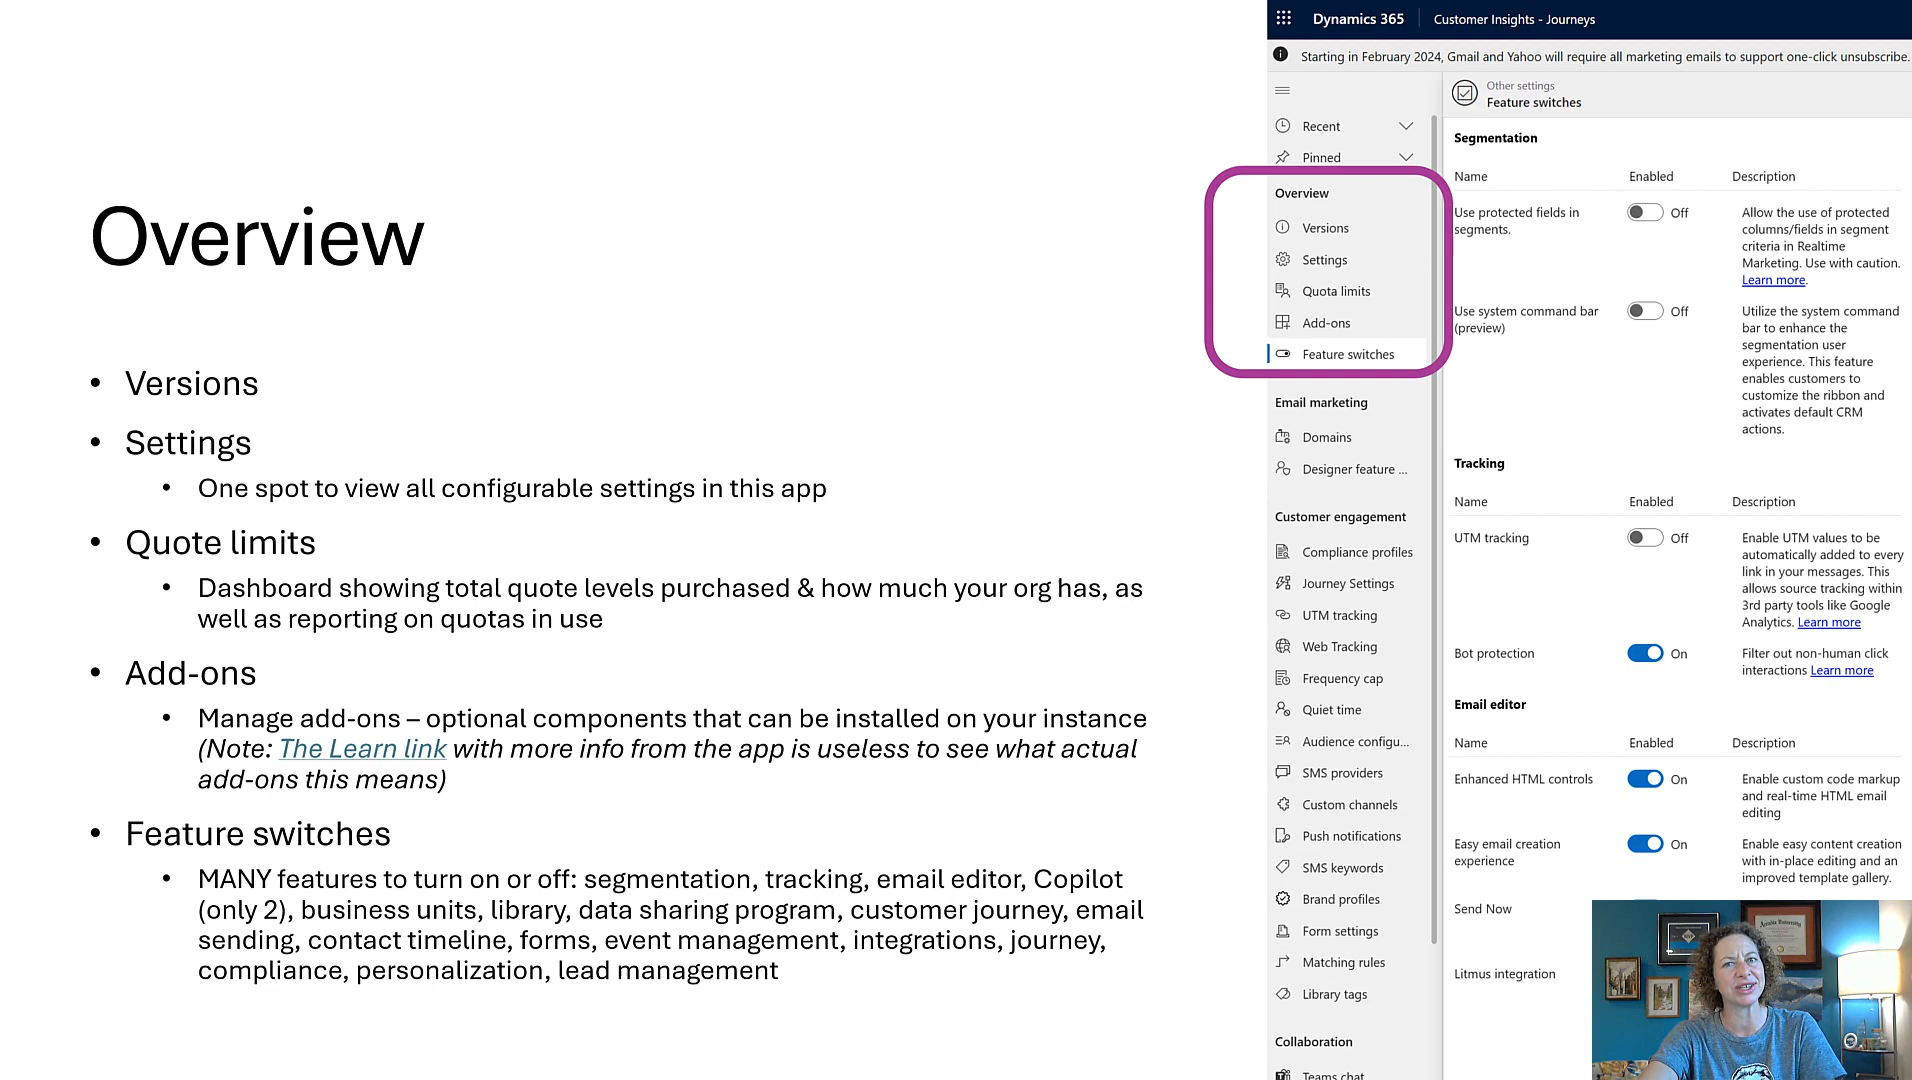 Overview
• Versions
• Settings
• One spot to view all configurable settings in this app
• Quote limits
• Dashboard showing total quote levels purchased & how much your org has, as
well as reporting on quotas in use
• Add-ons
• Manage add-ons – optional components that can be installed on your instance
(Note: The Learn link with more info from the app is useless to see what actual
add-ons this means)
• Feature switches
• MANY features to turn on or off: segmentation, tracking, email editor, Copilot
(only 2), business units, library, data sharing program, customer journey, email
sending, contact timeline, forms, event management, integrations, journey,
compliance, personalization, lead management
Dynamics 365
Customer Insights - Journeys
Starting in February 2024, Gmail and Yahoo will require all marketing emails to support one-click unsubscribe.
Recent
Pinned
Overview
Versions
Settings
Quota limits
Add-ons
Feature switches
Email marketing
Domains
Designer feature ...
Customer engagement
Compliance profiles
Journey Settings
UTM tracking
Web Tracking
Frequency cap
Quiet time
Audience configu...
SMS providers
Custom channels
Push notifications
SMS keywords
Brand profiles
Form settings
Matching rules
Library tags
Collaboration
Teams chat
Other settings
Feature switches
Segmentation
Name Enabled Description
Use protected fields in
segments.
Off
Allow the use of protected
columns/fields in segment
criteria in Realtime
Marketing. Use with caution.
Learn more.
Use system command bar
(preview)
Off
Utilize the system command
bar to enhance the
segmentation user
experience. This feature
enables customers to
customize the ribbon and
activates default CRM
actions.
Tracking
Name Enabled Description
UTM tracking
Off
Enable UTM values to be
automatically added to every
link in your messages. This
allows source tracking within
3rd party tools like Google
Analytics. Learn more
Bot protection
On
Filter out non-human click
interactions Learn more
Email editor
Name Enabled Description
Enhanced HTML controls
On
Enable custom code markup
and real-time HTML email
editing
Easy email creation
experience
On
Enable easy content creation
with in-place editing and an
improved template gallery.
Send Now
Litmus integration